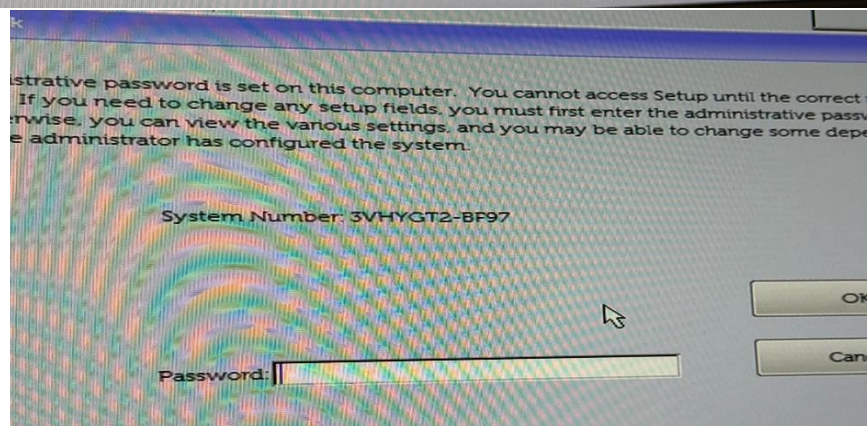 k
istrative password is set on this computer. You cannot access Setup until the correct
If you need to change any setup fields, you must first enter the administrative passw
erwise, you can view the various settings, and you may be able to change some depe
e administrator has configured the system.
System Number: 3VHYGT2-BF97
OK
Password:
Can